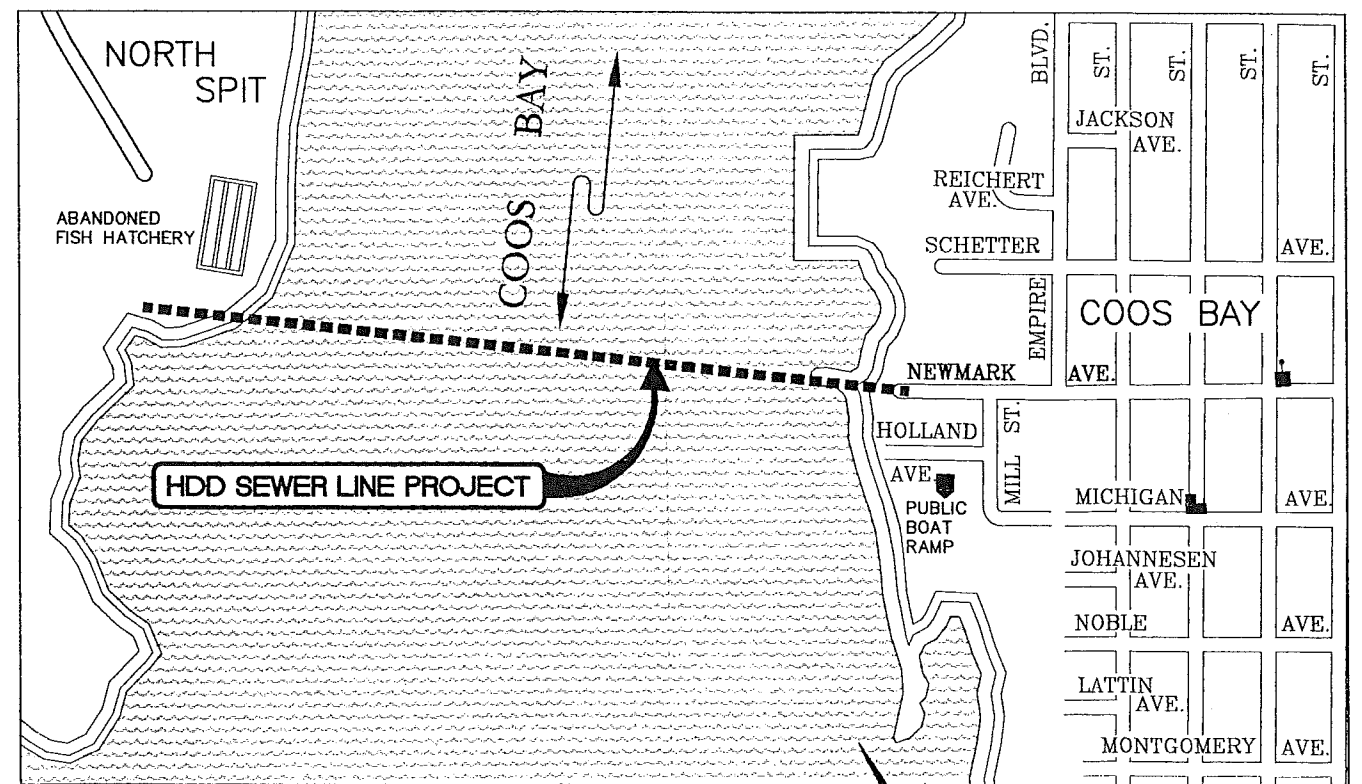 NORTH
SPIT
ABANDONED
FISH HATCHERY
COOS BAY
HDD SEWER LINE PROJECT
BLVD.
ST.
ST.
ST.
ST.
JACKSON
AVE.
REICHERT
AVE.
SCHETTER
AVE.
EMPIRE
COOS BAY
NEWMARK
AVE.
HOLLAND
AVE.
MILL ST.
PUBLIC
BOAT
RAMP
MICHIGAN
AVE.
JOHANNESEN
AVE.
NOBLE
AVE.
LATTIN
AVE.
MONTGOMERY
AVE.